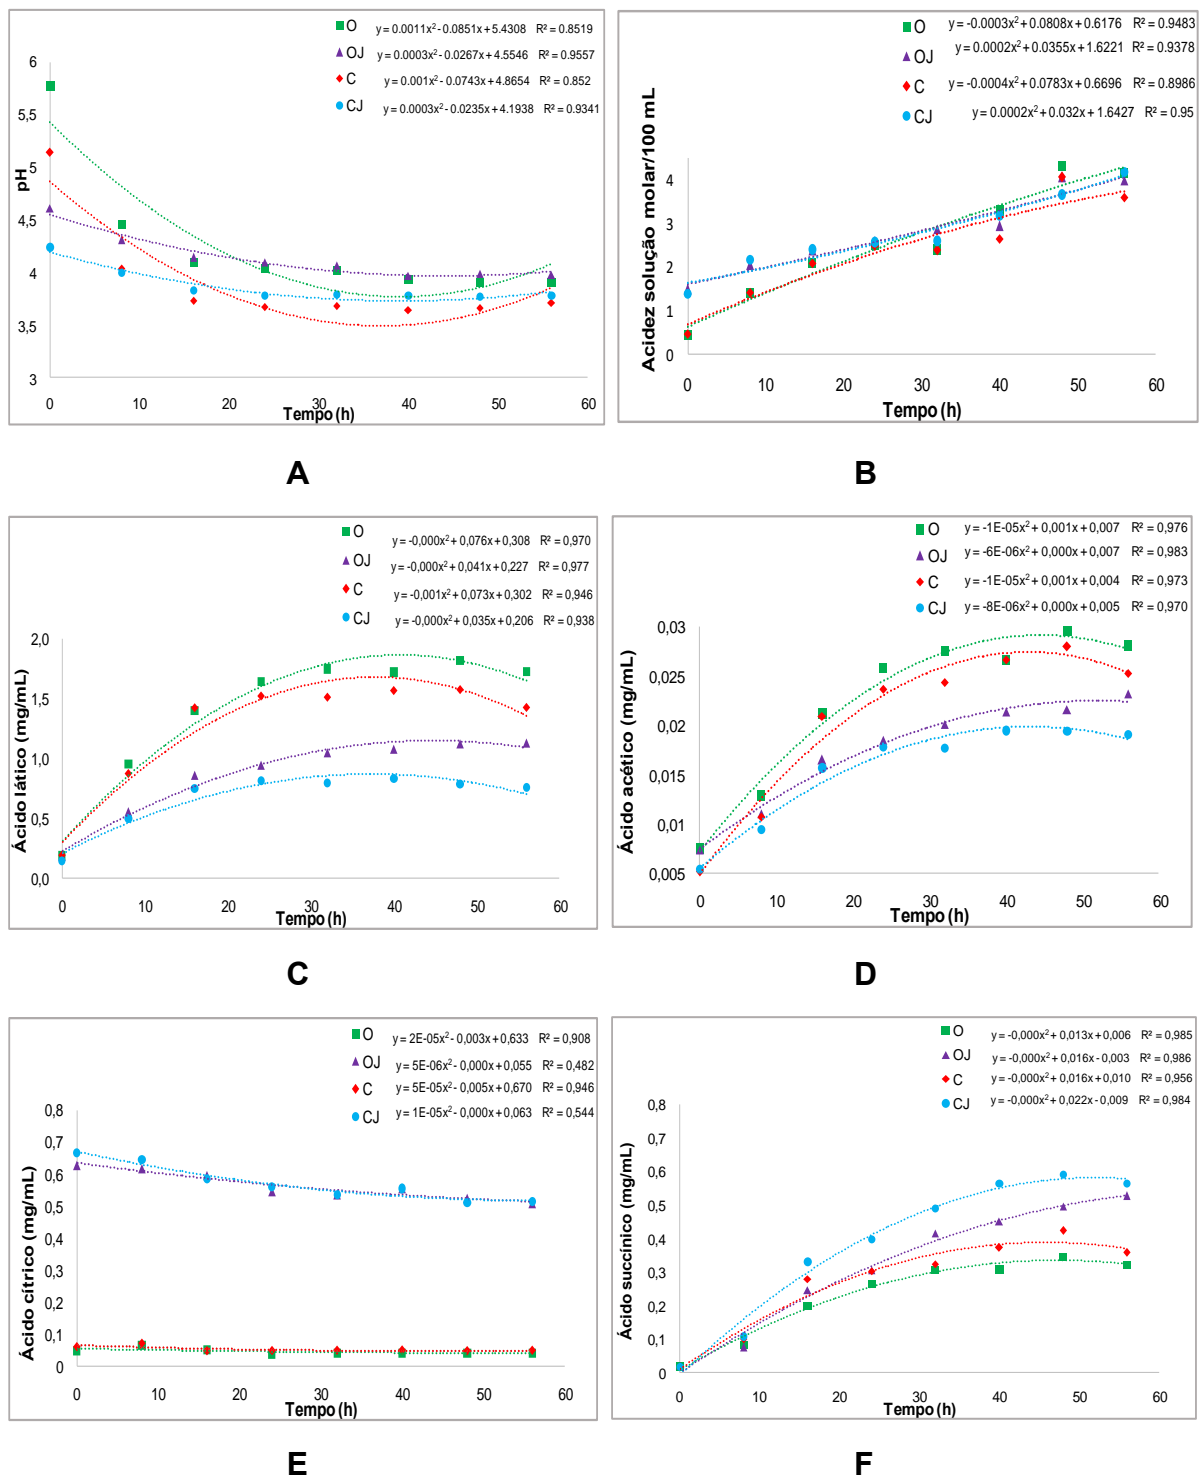 O y = 0.0011x² - 0.0851x + 5.4308 R² = 0.8519
OJ y = 0.0003x² - 0.0267x + 4.5546 R² = 0.9557
C y = 0.001x² - 0.0743x + 4.8654 R² = 0.852
CJ y = 0.0003x² - 0.0235x + 4.1938 R² = 0.9341
pH
6
5,5
5
4,5
4
3,5
3
0 10 20 30 40 50 60
Tempo (h)
A
O y = -0.0003x² + 0.0808x + 0.6176 R² = 0.9483
OJ y = 0.0002x² + 0.0355x + 1.6221 R² = 0.9378
C y = -0.0004x² + 0.0783x + 0.6696 R² = 0.8986
CJ y = 0.0002x² + 0.032x + 1.6427 R² = 0.95
Acidez solução molar/100 mL
4
3
2
1
0
0 10 20 30 40 50 60
Tempo (h)
B
O y = -0,000x² + 0,076x + 0,308 R² = 0,970
OJ y = -0,000x² + 0,041x + 0,227 R² = 0,977
C y = -0,001x² + 0,073x + 0,302 R² = 0,946
CJ y = -0,000x² + 0,035x + 0,206 R² = 0,938
Ácido lático (mg/mL)
2,0
1,5
1,0
0,5
0,0
0 10 20 30 40 50 60
Tempo (h)
C
O y = -1E-05x² + 0,001x + 0,007 R² = 0,976
OJ y = -6E-06x² + 0,000x + 0,007 R² = 0,983
C y = -1E-05x² + 0,001x + 0,004 R² = 0,973
CJ y = -8E-06x² + 0,000x + 0,005 R² = 0,970
Ácido acético (mg/mL)
0,03
0,025
0,02
0,015
0,01
0,005
0 10 20 30 40 50 60
Tempo (h)
D
O y = 2E-05x² - 0,003x + 0,633 R² = 0,908
OJ y = 5E-06x² - 0,000x + 0,055 R² = 0,482
C y = 5E-05x² - 0,005x + 0,670 R² = 0,946
CJ y = 1E-05x² - 0,000x + 0,063 R² = 0,544
Ácido cítrico (mg/mL)
0,8
0,7
0,6
0,5
0,4
0,3
0,2
0,1
0
0 10 20 30 40 50 60
Tempo (h)
E
O y = -0,000x² + 0,013x + 0,006 R² = 0,985
OJ y = -0,000x² + 0,016x - 0,003 R² = 0,986
C y = -0,000x² + 0,016x + 0,010 R² = 0,956
CJ y = -0,000x² + 0,022x - 0,009 R² = 0,984
Ácido succínico (mg/mL)
0,8
0,7
0,6
0,5
0,4
0,3
0,2
0,1
0
0 10 20 30 40 50 60
Tempo (h)
F